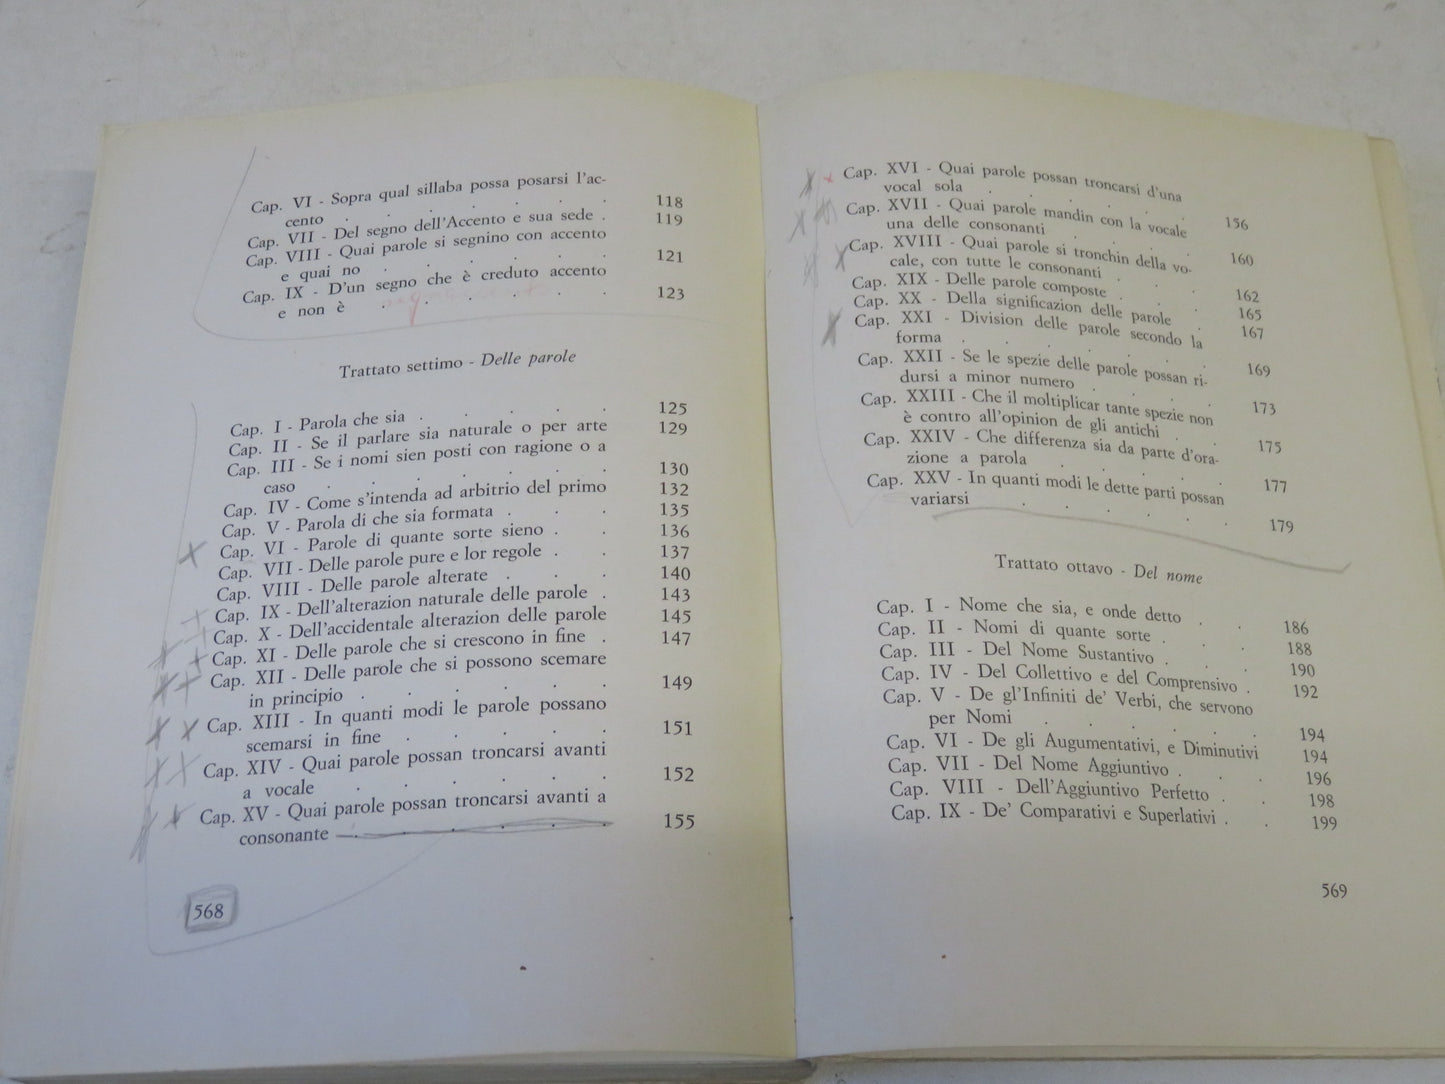 Cap. VI - Sopra qual sillaba possa posarsi l'ac-
cento . . . . . . 118
Cap. VII - Del segno dell'Accento e sua sede . 119
Cap. VIII - Quai parole si segnino con accento
e quai no . . . . . . 121
Cap. IX - D'un segno che è creduto accento
e non è . . . . . . 123
Trattato settimo - Delle parole
Cap. I - Parola che sia . . . . . 125
Cap. II - Se il parlare sia naturale o per arte 129
Cap. III - Se i nomi sien posti con ragione o a
caso . . . . . . 130
Cap. IV - Come s'intenda ad arbitrio del primo 132
Cap. V - Parola di che sia formata . . . 135
Cap. VI - Parole di quante sorte sieno . . 136
Cap. VII - Delle parole pure e lor regole . . 137
Cap. VIII - Delle parole alterate . . . 140
Cap. IX - Dell'alterazion naturale delle parole . 143
Cap. X - Dell'accidentale alterazion delle parole 145
Cap. XI - Delle parole che si crescono in fine . 147
Cap. XII - Delle parole che si possono scemare
in principio . . . . . . 149
Cap. XIII - In quanti modi le parole possano
scemarsi in fine . . . . . 151
Cap. XIV - Quai parole possan troncarsi avanti
a vocale . . . . . . 152
Cap. XV - Quai parole possan troncarsi avanti a
consonante . . . . . . 155
568
Cap. XVI - Quai parole possan troncarsi d'una
vocal sola . . . . . . 156
Cap. XVII - Quai parole mandin con la vocale
una delle consonanti . . . . 160
Cap. XVIII - Quai parole si tronchin della vo-
cale, con tutte le consonanti . . . 162
Cap. XIX - Delle parole composte . . . 165
Cap. XX - Della significazion delle parole . 167
Cap. XXI - Division delle parole secondo la
forma . . . . . . 169
Cap. XXII - Se le spezie delle parole possan ri-
dursi a minor numero . . . . 173
Cap. XXIII - Che il moltiplicar tante spezie non
è contro all'opinion de gli antichi . . 175
Cap. XXIV - Che differenza sia da parte d'ora-
zione a parola . . . . . 177
Cap. XXV - In quanti modi le dette parti possan
variarsi . . . . . . 179
Trattato ottavo - Del nome
Cap. I - Nome che sia, e onde detto . . 186
Cap. II - Nomi di quante sorte . . . 188
Cap. III - Del Nome Sustantivo . . . 190
Cap. IV - Del Collettivo e del Comprensivo . 192
Cap. V - De gl'Infiniti de' Verbi, che servono
per Nomi . . . . . . 194
Cap. VI - De gli Augumentativi, e Diminutivi 194
Cap. VII - Del Nome Aggiuntivo . . . 196
Cap. VIII - Dell'Aggiuntivo Perfetto . . 198
Cap. IX - De' Comparativi e Superlativi . . 199
569